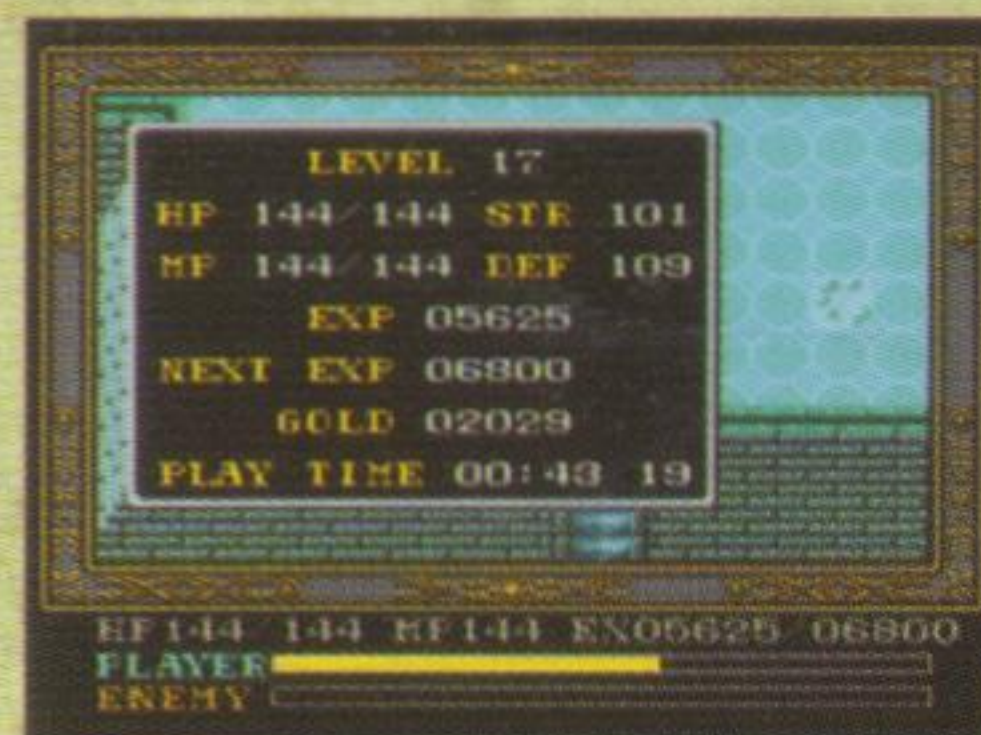 LEVEL 17
HP 144/144 STR 101
MP 144/144 DEF 109
EXP 05625
NEXT EXP 06800
GOLD 02029
PLAY TIME 00:43 19
HP144 144 MP144 EX05625/06800
PLAYER
ENEMY